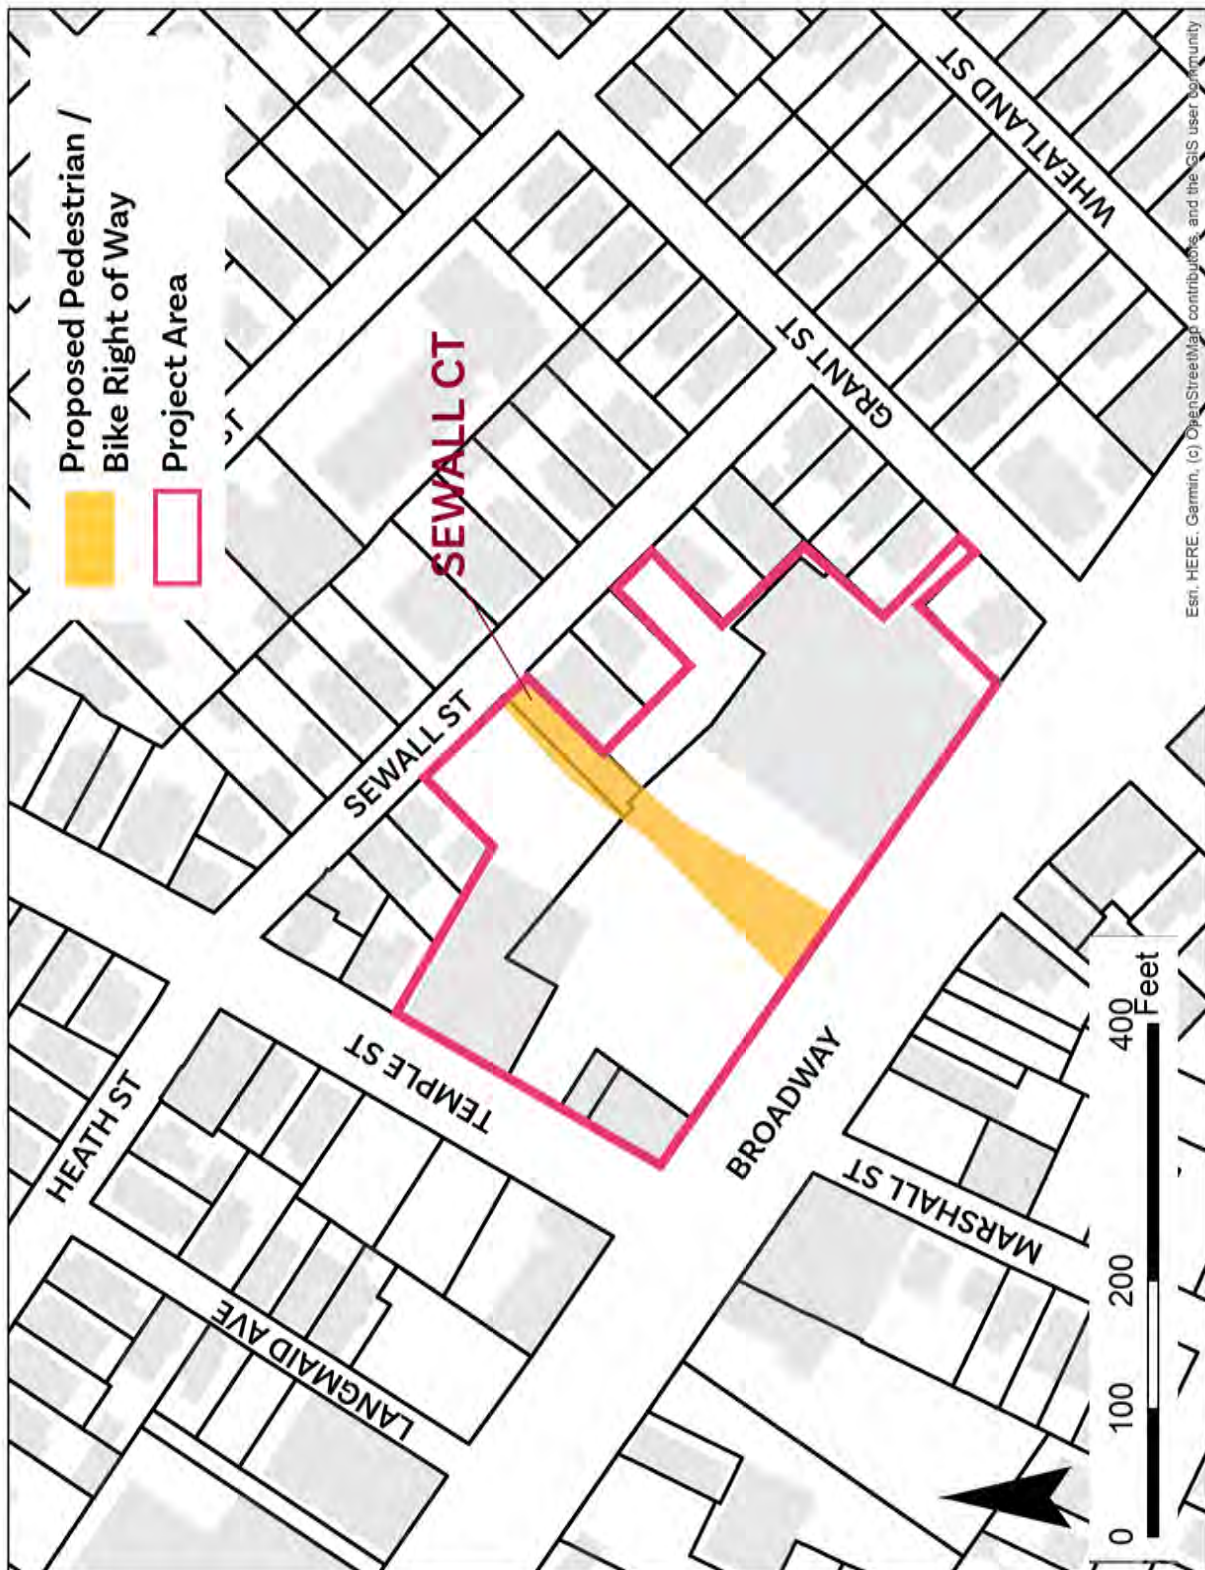 Proposed Pedestrian /
Bike Right of Way
Project Area
ST
SEWALL CT
SEWALL ST
WHEATLAND ST
GRANT ST
HEATH ST
TEMPLE ST
LANGMAID AVE
BROADWAY
MARSHALL ST
0 100 200 400
Feet
Esri, HERE, Garmin, (c) OpenStreetMap contributors, and the GIS user community